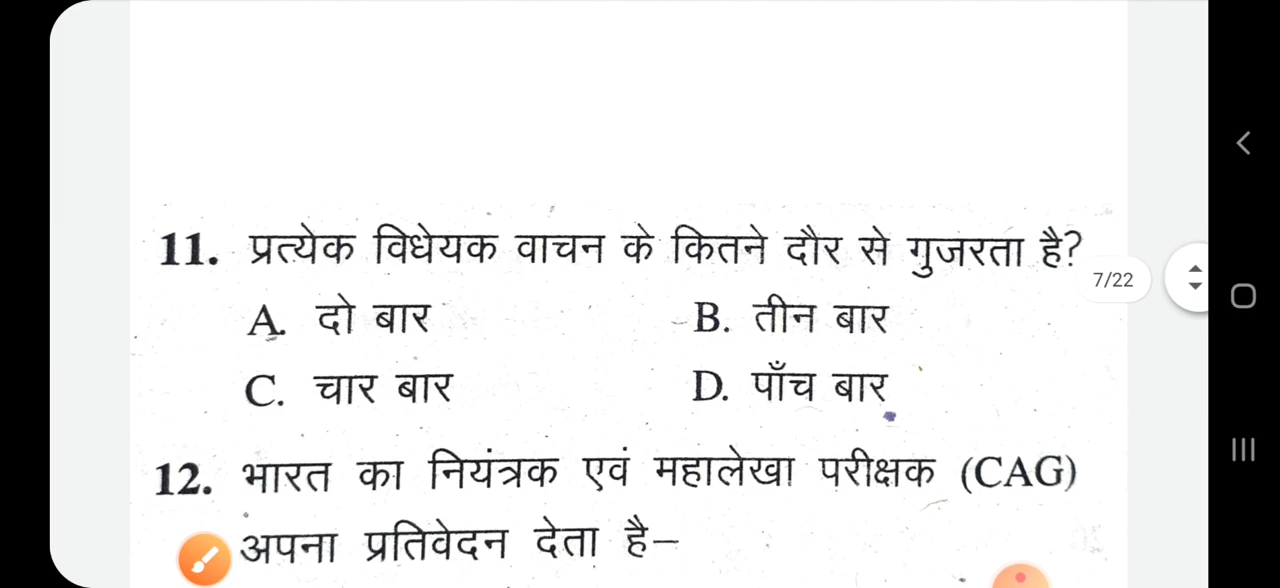 11. प्रत्येक विधेयक वाचन के कितने दौर से गुजरता है?
7/22
A. दो बार B. तीन बार
C. चार बार D. पाँच बार
12. भारत का नियंत्रक एवं महालेखा परीक्षक (CAG)
अपना प्रतिवेदन देता है–